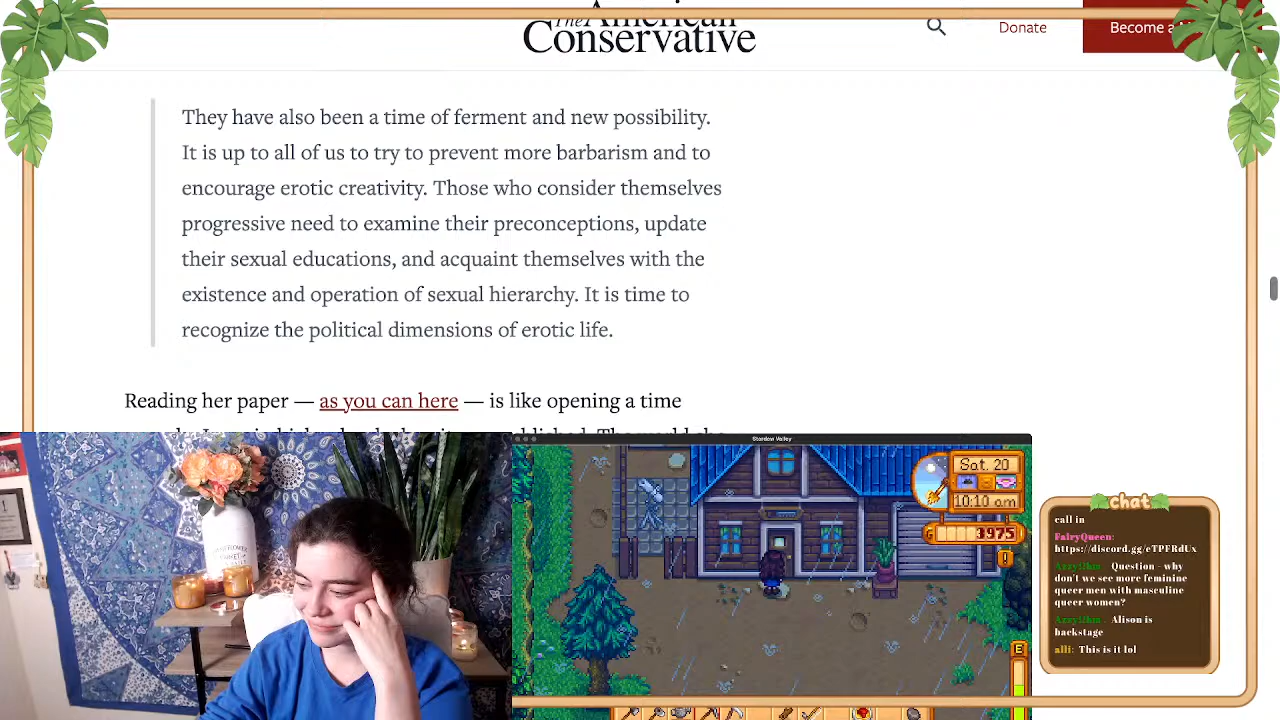 The American
Conservative
Donate
Become a
They have also been a time of ferment and new possibility.
It is up to all of us to try to prevent more barbarism and to
encourage erotic creativity. Those who consider themselves
progressive need to examine their preconceptions, update
their sexual educations, and acquaint themselves with the
existence and operation of sexual hierarchy. It is time to
recognize the political dimensions of erotic life.
Reading her paper — as you can here — is like opening a time
Stardew Valley
Sat. 20
10:10 am
3975
E
chat
call in
FairyQueen:
https://discord.gg/eTPFRdUx
Question - why
don't we see more feminine
queer men with masculine
queer women?
Alison is
backstage
alli: This is it lol